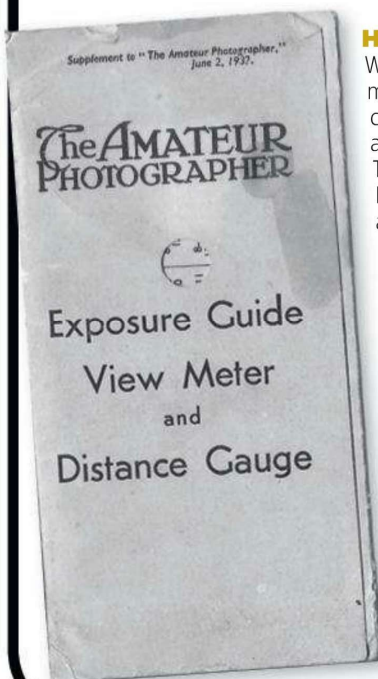 Supplement to "The Amateur Photographer,"
June 2, 1937.
The AMATEUR
PHOTOGRAPHER
Exposure Guide
View Meter
and
Distance Gauge
H
W